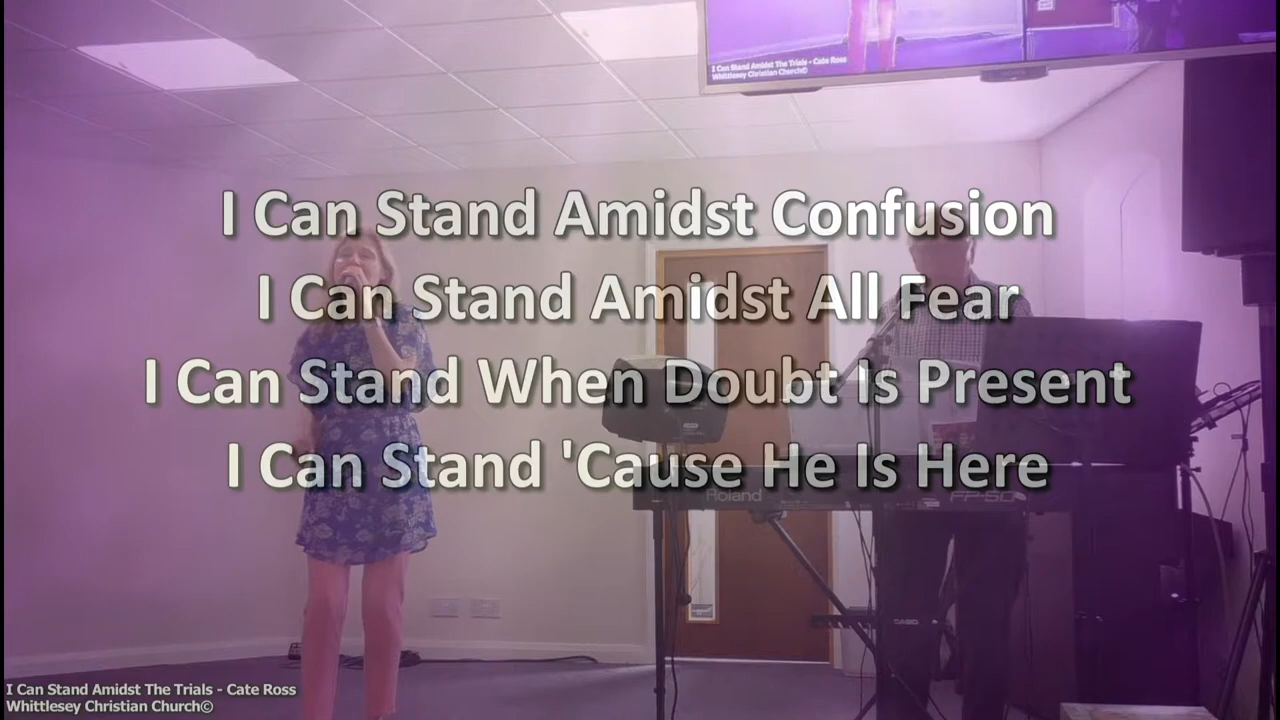 I Can Stand Amidst The Trials - Cate Ross
Whittlesey Christian Church©
I Can Stand Amidst Confusion
I Can Stand Amidst All Fear
I Can Stand When Doubt Is Present
I Can Stand 'Cause He Is Here
Roland
FP-50
CASIO
I Can Stand Amidst The Trials - Cate Ross
Whittlesey Christian Church©